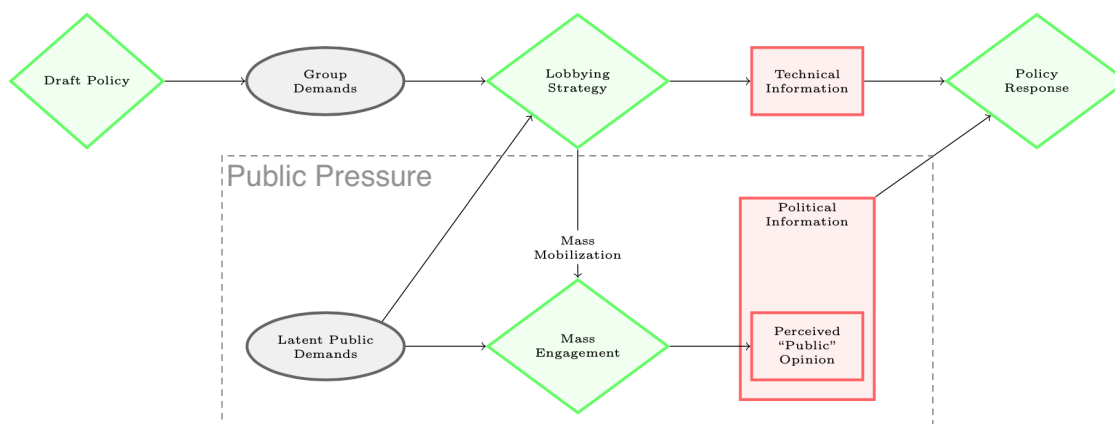 Draft Policy
Group
Demands
Lobbying
Strategy
Technical
Information
Policy
Response
Public Pressure
Political
Information
Mass
Mobilization
Latent Public
Demands
Mass
Engagement
Perceived
“Public”
Opinion